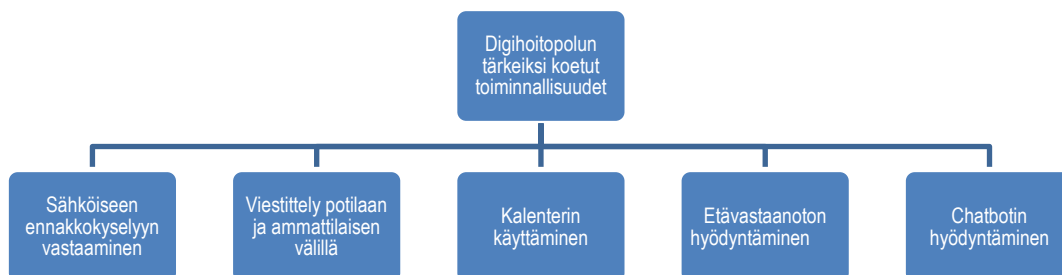 Digihoitopolun
tärkeiksi koetut
toiminnallisuudet
Sähköiseen
ennakkokyselyyn
vastaaminen
Viestittely potilaan
ja ammattilaisen
välillä
Kalenterin
käyttäminen
Etävastaanoton
hyödyntäminen
Chatbotin
hyödyntäminen